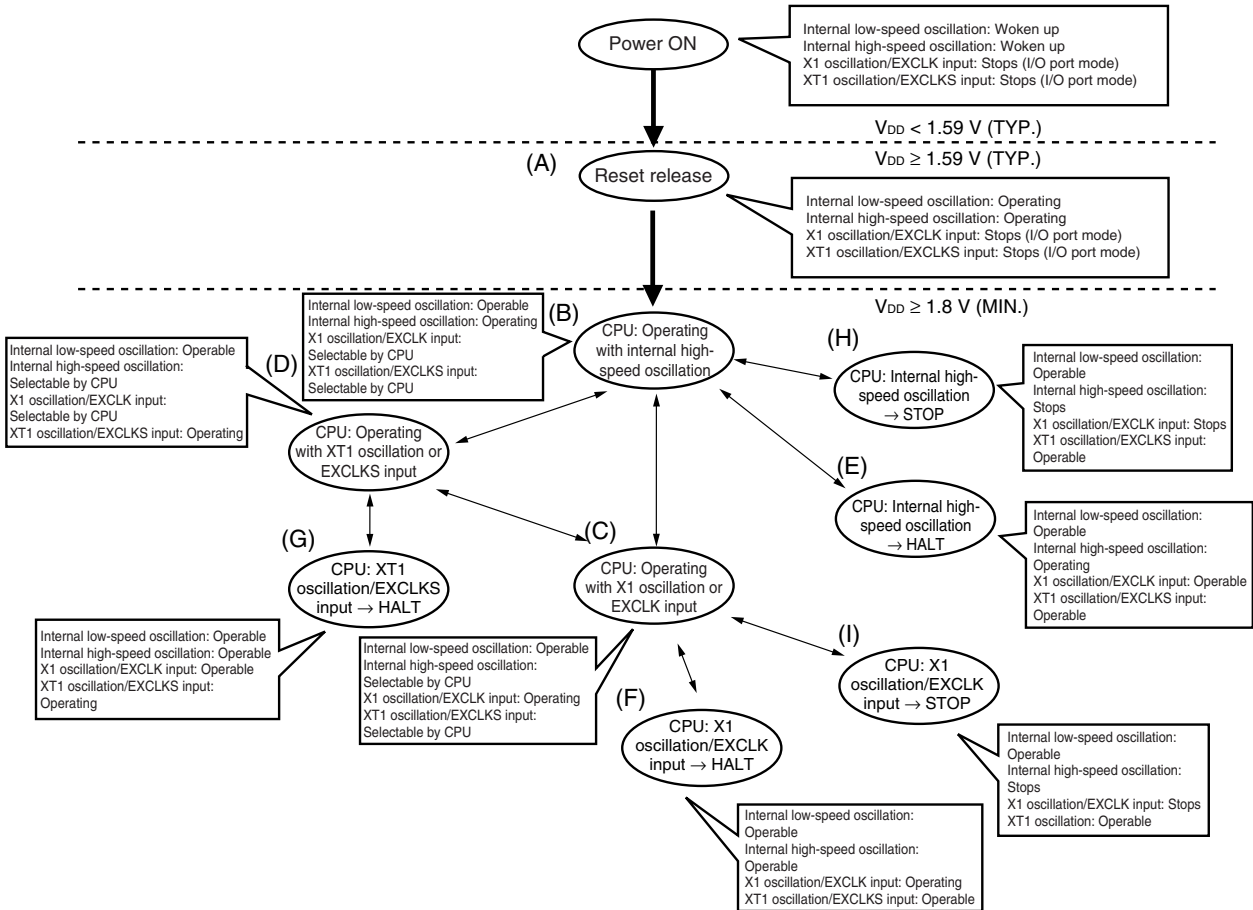 Power ON
Internal low-speed oscillation: Woken up
Internal high-speed oscillation: Woken up
X1 oscillation/EXCLK input: Stops (I/O port mode)
XT1 oscillation/EXCLKS input: Stops (I/O port mode)
VDD < 1.59 V (TYP.)
VDD ≥ 1.59 V (TYP.)
(A)
Reset release
Internal low-speed oscillation: Operating
Internal high-speed oscillation: Operating
X1 oscillation/EXCLK input: Stops (I/O port mode)
XT1 oscillation/EXCLKS input: Stops (I/O port mode)
VDD ≥ 1.8 V (MIN.)
(B)
Internal low-speed oscillation: Operable
Internal high-speed oscillation: Operating
X1 oscillation/EXCLK input:
Selectable by CPU
XT1 oscillation/EXCLKS input:
Selectable by CPU
CPU: Operating
with internal high-
speed oscillation
(D)
Internal low-speed oscillation: Operable
Internal high-speed oscillation:
Selectable by CPU
X1 oscillation/EXCLK input:
Selectable by CPU
XT1 oscillation/EXCLKS input: Operating
CPU: Operating
with XT1 oscillation or
EXCLKS input
(H)
CPU: Internal high-
speed oscillation
→ STOP
Internal low-speed oscillation:
Operable
Internal high-speed oscillation:
Stops
X1 oscillation/EXCLK input: Stops
XT1 oscillation/EXCLKS input:
Operable
(E)
CPU: Internal high-
speed oscillation
→ HALT
Internal low-speed oscillation:
Operable
Internal high-speed oscillation:
Operating
X1 oscillation/EXCLK input: Operable
XT1 oscillation/EXCLKS input:
Operable
(G)
CPU: XT1
oscillation/EXCLKS
input → HALT
Internal low-speed oscillation: Operable
Internal high-speed oscillation: Operable
X1 oscillation/EXCLK input: Operable
XT1 oscillation/EXCLKS input:
Operating
(C)
CPU: Operating
with X1 oscillation or
EXCLK input
Internal low-speed oscillation: Operable
Internal high-speed oscillation:
Selectable by CPU
X1 oscillation/EXCLK input: Operating
XT1 oscillation/EXCLKS input:
Selectable by CPU
(I)
CPU: X1
oscillation/EXCLK
input → STOP
Internal low-speed oscillation:
Operable
Internal high-speed oscillation:
Stops
X1 oscillation/EXCLK input: Stops
XT1 oscillation: Operable
(F)
CPU: X1
oscillation/EXCLK
input → HALT
Internal low-speed oscillation:
Operable
Internal high-speed oscillation:
Operable
X1 oscillation/EXCLK input: Operating
XT1 oscillation/EXCLKS input: Operable